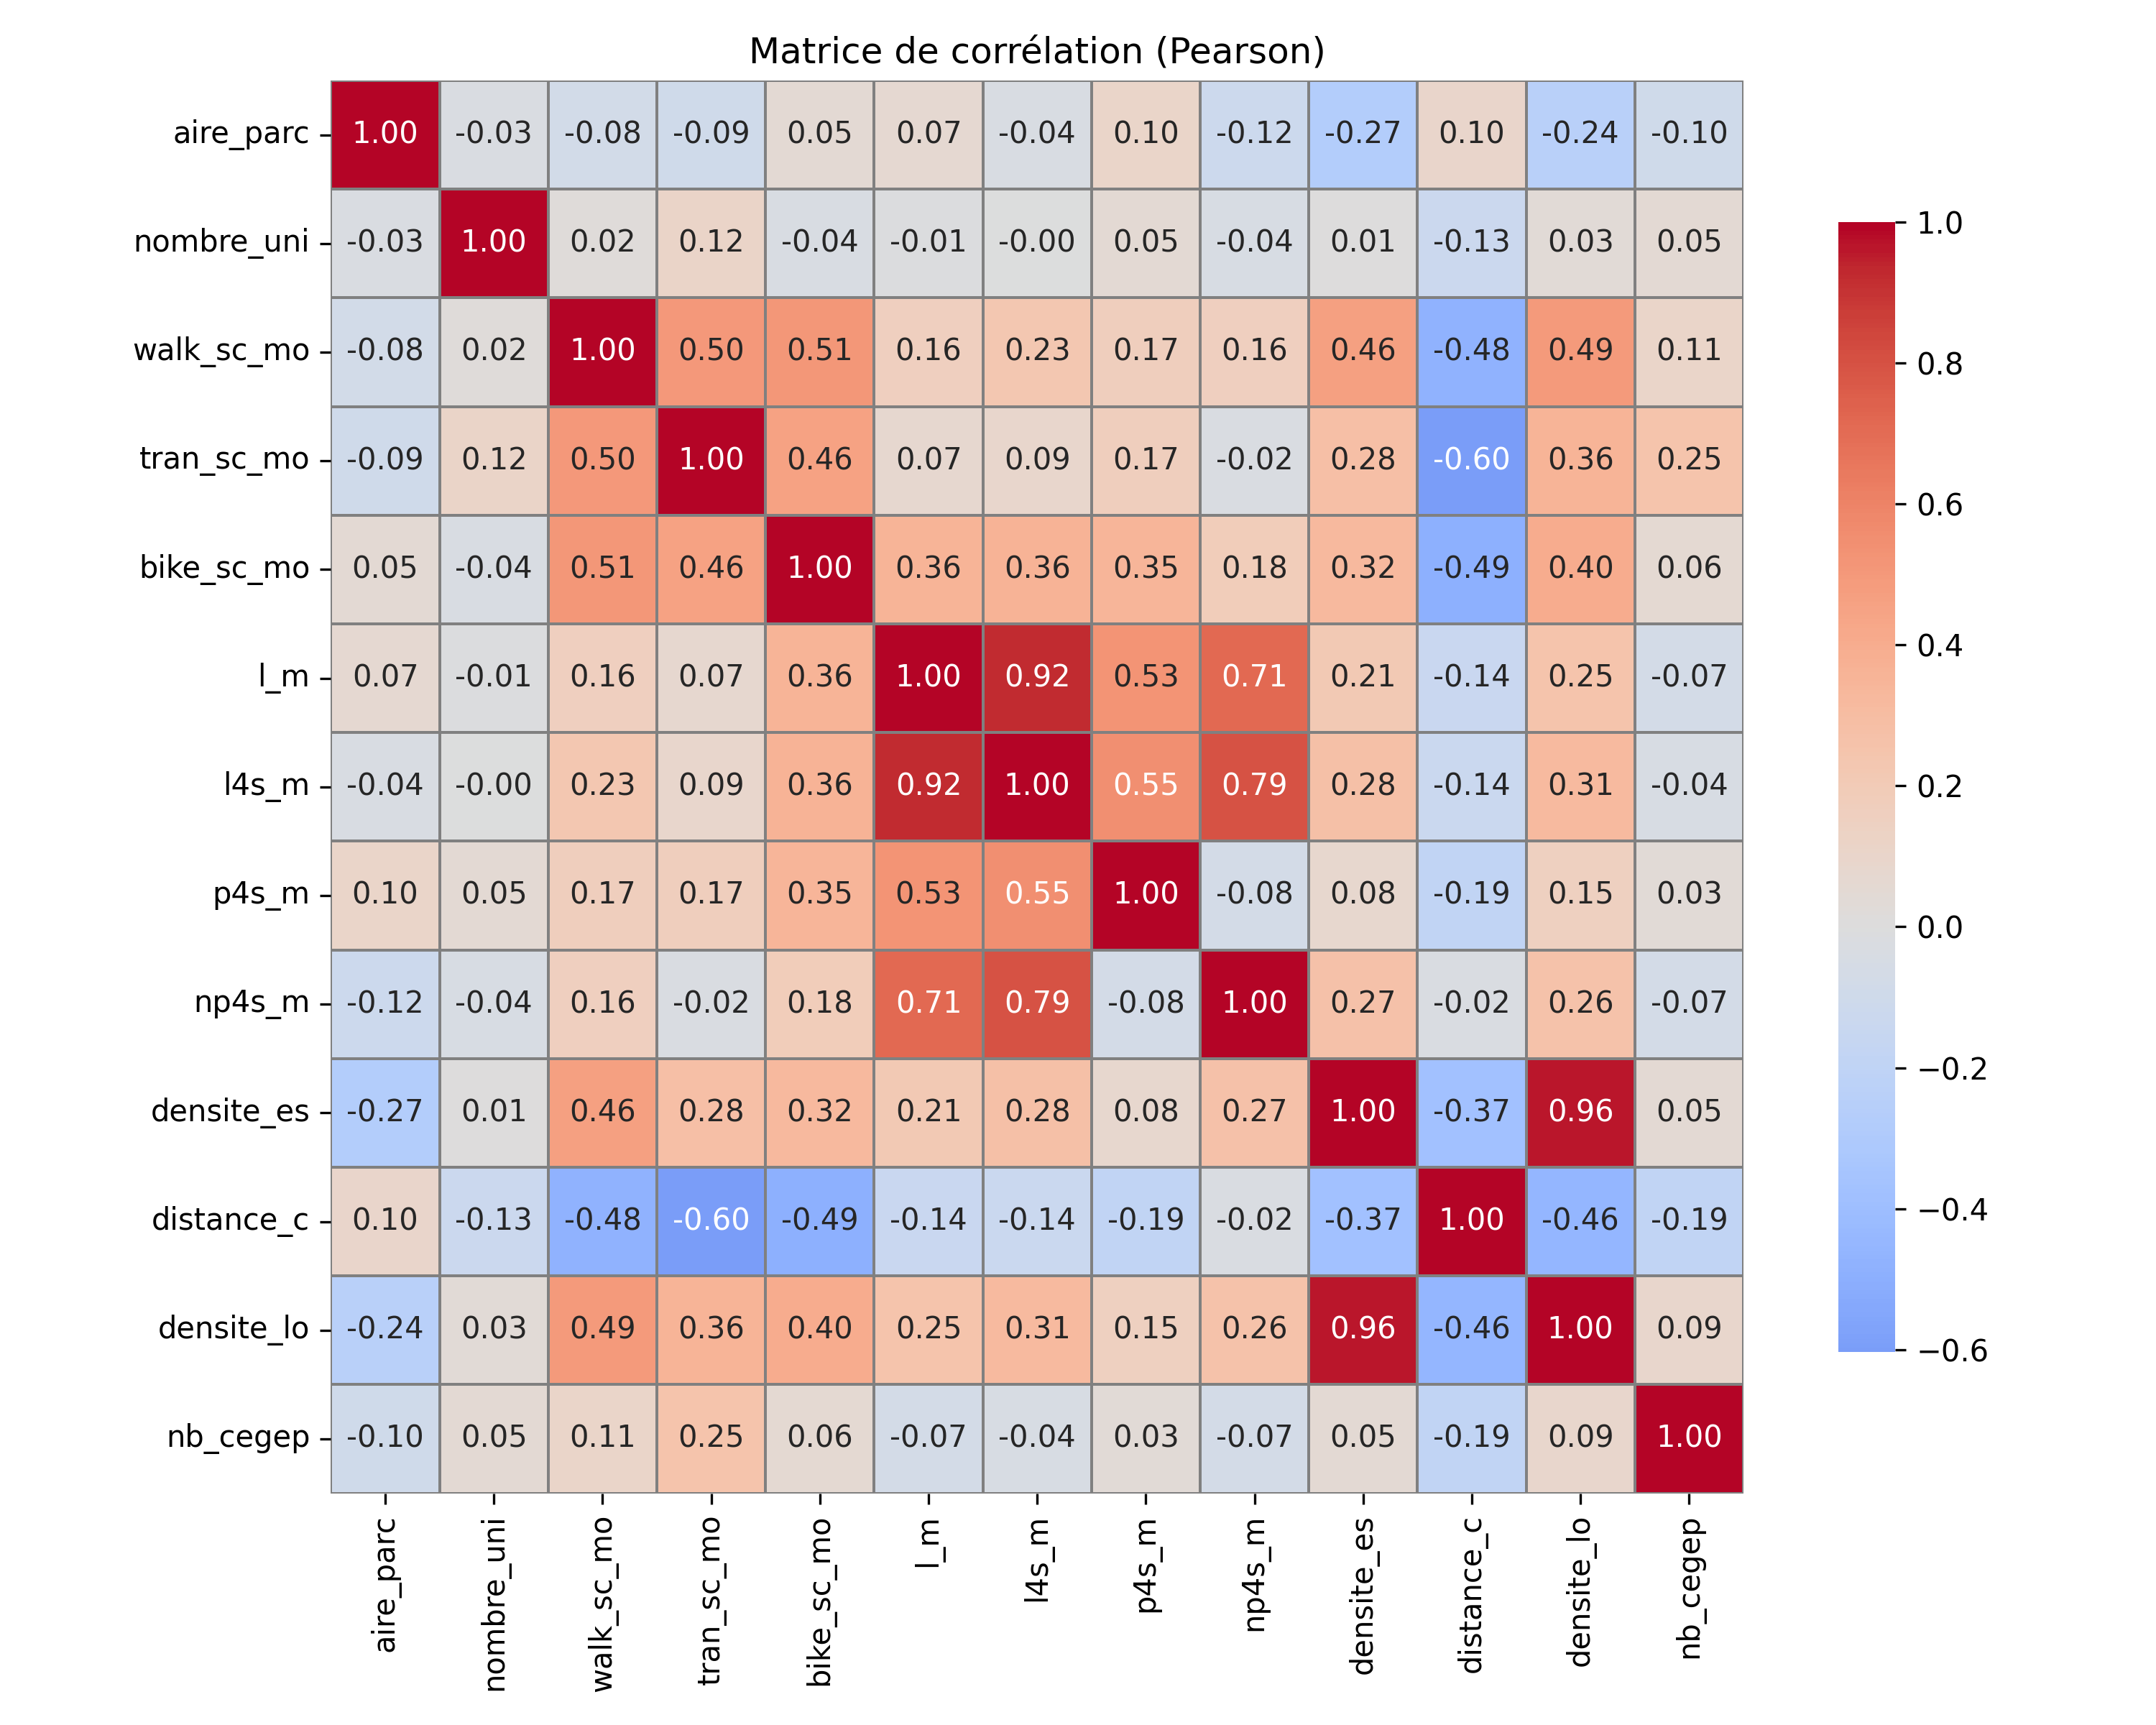 Matrice de corrélation (Pearson)
aire_parc 1.00 -0.03 -0.08 -0.09 0.05 0.07 -0.04 0.10 -0.12 -0.27 0.10 -0.24 -0.10
nombre_uni -0.03 1.00 0.02 0.12 -0.04 -0.01 -0.00 0.05 -0.04 0.01 -0.13 0.03 0.05
walk_sc_mo -0.08 0.02 1.00 0.50 0.51 0.16 0.23 0.17 0.16 0.46 -0.48 0.49 0.11
tran_sc_mo -0.09 0.12 0.50 1.00 0.46 0.07 0.09 0.17 -0.02 0.28 -0.60 0.36 0.25
bike_sc_mo 0.05 -0.04 0.51 0.46 1.00 0.36 0.36 0.35 0.18 0.32 -0.49 0.40 0.06
l_m 0.07 -0.01 0.16 0.07 0.36 1.00 0.92 0.53 0.71 0.21 -0.14 0.25 -0.07
l4s_m -0.04 -0.00 0.23 0.09 0.36 0.92 1.00 0.55 0.79 0.28 -0.14 0.31 -0.04
p4s_m 0.10 0.05 0.17 0.17 0.35 0.53 0.55 1.00 -0.08 0.08 -0.19 0.15 0.03
np4s_m -0.12 -0.04 0.16 -0.02 0.18 0.71 0.79 -0.08 1.00 0.27 -0.02 0.26 -0.07
densite_es -0.27 0.01 0.46 0.28 0.32 0.21 0.28 0.08 0.27 1.00 -0.37 0.96 0.05
distance_c 0.10 -0.13 -0.48 -0.60 -0.49 -0.14 -0.14 -0.19 -0.02 -0.37 1.00 -0.46 -0.19
densite_lo -0.24 0.03 0.49 0.36 0.40 0.25 0.31 0.15 0.26 0.96 -0.46 1.00 0.09
nb_cegep -0.10 0.05 0.11 0.25 0.06 -0.07 -0.04 0.03 -0.07 0.05 -0.19 0.09 1.00
aire_parc nombre_uni walk_sc_mo tran_sc_mo bike_sc_mo l_m l4s_m p4s_m np4s_m densite_es distance_c densite_lo nb_cegep
1.0
0.8
0.6
0.4
0.2
0.0
−0.2
−0.4
−0.6